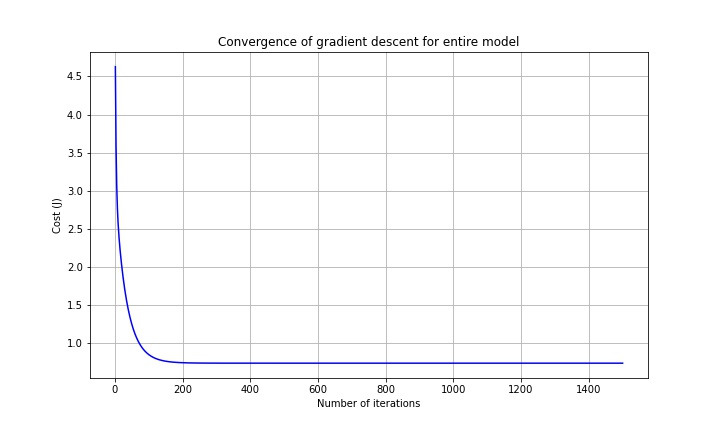 Convergence of gradient descent for entire model
4.5
4.0
3.5
3.0
2.5
2.0
1.5
1.0
Cost (J)
0 200 400 600 800 1000 1200 1400
Number of iterations